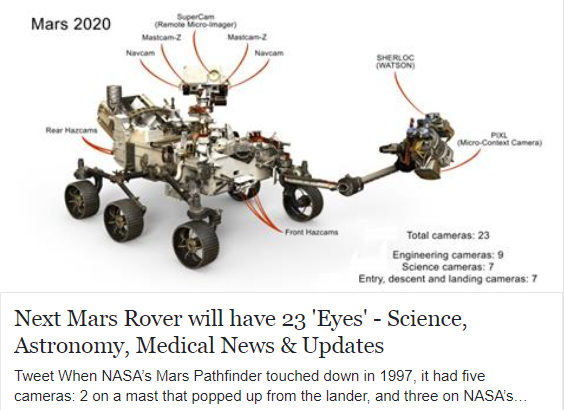 Mars 2020
SuperCam
(Remote Micro-Imager)
Mastcam-Z
Mastcam-Z
Navcam
Navcam
SHERLOC
(WATSON)
PIXL
(Micro-Context Camera)
Rear Hazcams
Front Hazcams
Total cameras: 23
Engineering cameras: 9
Science cameras: 7
Entry, descent and landing cameras: 7
Next Mars Rover will have 23 'Eyes' - Science,
Astronomy, Medical News & Updates
Tweet When NASA's Mars Pathfinder touched down in 1997, it had five
cameras: 2 on a mast that popped up from the lander, and three on NASA's…